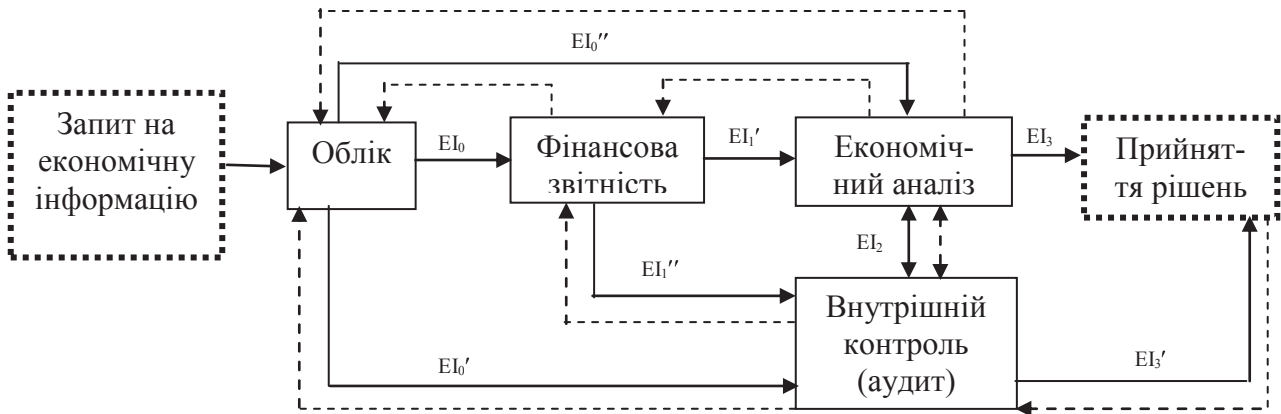 EI₀′′
Запит на
економічну
інформацію
Облік
EI₀
Фінансова
звітність
EI₁′
Економіч-
ний аналіз
EI₃
Прийнят-
тя рішень
EI₂
EI₁′′
Внутрішній
контроль
(аудит)
EI₀′
EI₃′